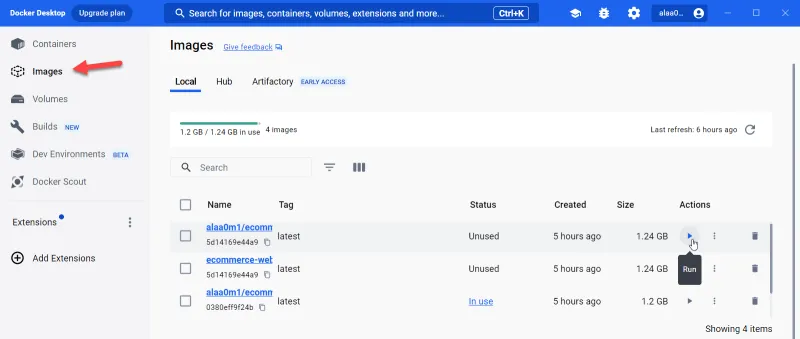 Docker Desktop Upgrade plan Search for images, containers, volumes, extensions and more... Ctrl+K alaa0...
Containers
Images
Volumes
Builds NEW
Dev Environments BETA
Docker Scout
Extensions
Add Extensions
Images Give feedback
Local Hub Artifactory EARLY ACCESS
1.2 GB / 1.24 GB in use 4 images Last refresh: 6 hours ago
Search
Name Tag Status Created Size Actions
alaa0m1/ecomm
5d14169e44a9 latest Unused 5 hours ago 1.24 GB
ecommerce-web
5d14169e44a9 latest Unused 5 hours ago 1.24 GB
Run
alaa0m1/ecomm
0380eff9f24b latest In use 5 hours ago 1.2 GB
Showing 4 items